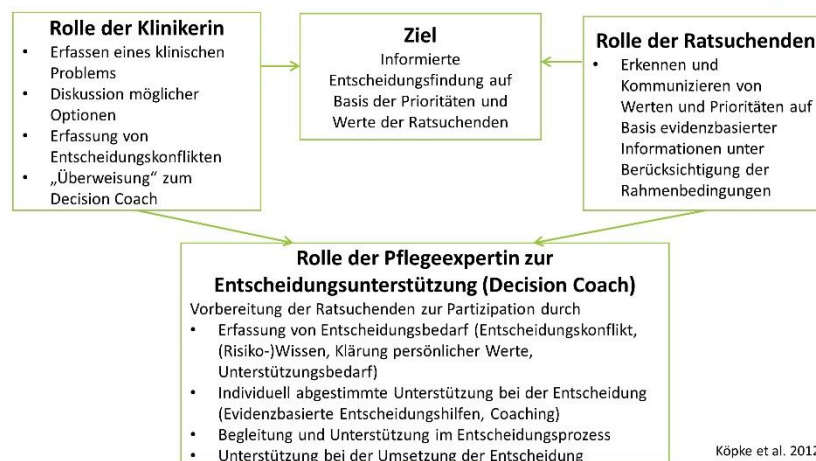 Rolle der Klinikerin
• Erfassen eines klinischen
Problems
• Diskussion möglicher
Optionen
• Erfassung von
Entscheidungskonflikten
• „Überweisung“ zum
Decision Coach
Ziel
Informierte
Entscheidungsfindung auf
Basis der Prioritäten und
Werte der Ratsuchenden
Rolle der Ratsuchenden
• Erkennen und
Kommunizieren von
Werten und Prioritäten auf
Basis evidenzbasierter
Informationen unter
Berücksichtigung der
Rahmenbedingungen
Rolle der Pflegeexpertin zur
Entscheidungsunterstützung (Decision Coach)
Vorbereitung der Ratsuchenden zur Partizipation durch
• Erfassung von Entscheidungsbedarf (Entscheidungskonflikt,
(Risiko-)Wissen, Klärung persönlicher Werte,
Unterstützungsbedarf)
• Individuell abgestimmte Unterstützung bei der Entscheidung
(Evidenzbasierte Entscheidungshilfen, Coaching)
• Begleitung und Unterstützung im Entscheidungsprozess
• Unterstützung bei der Umsetzung der Entscheidung
Köpke et al. 2012